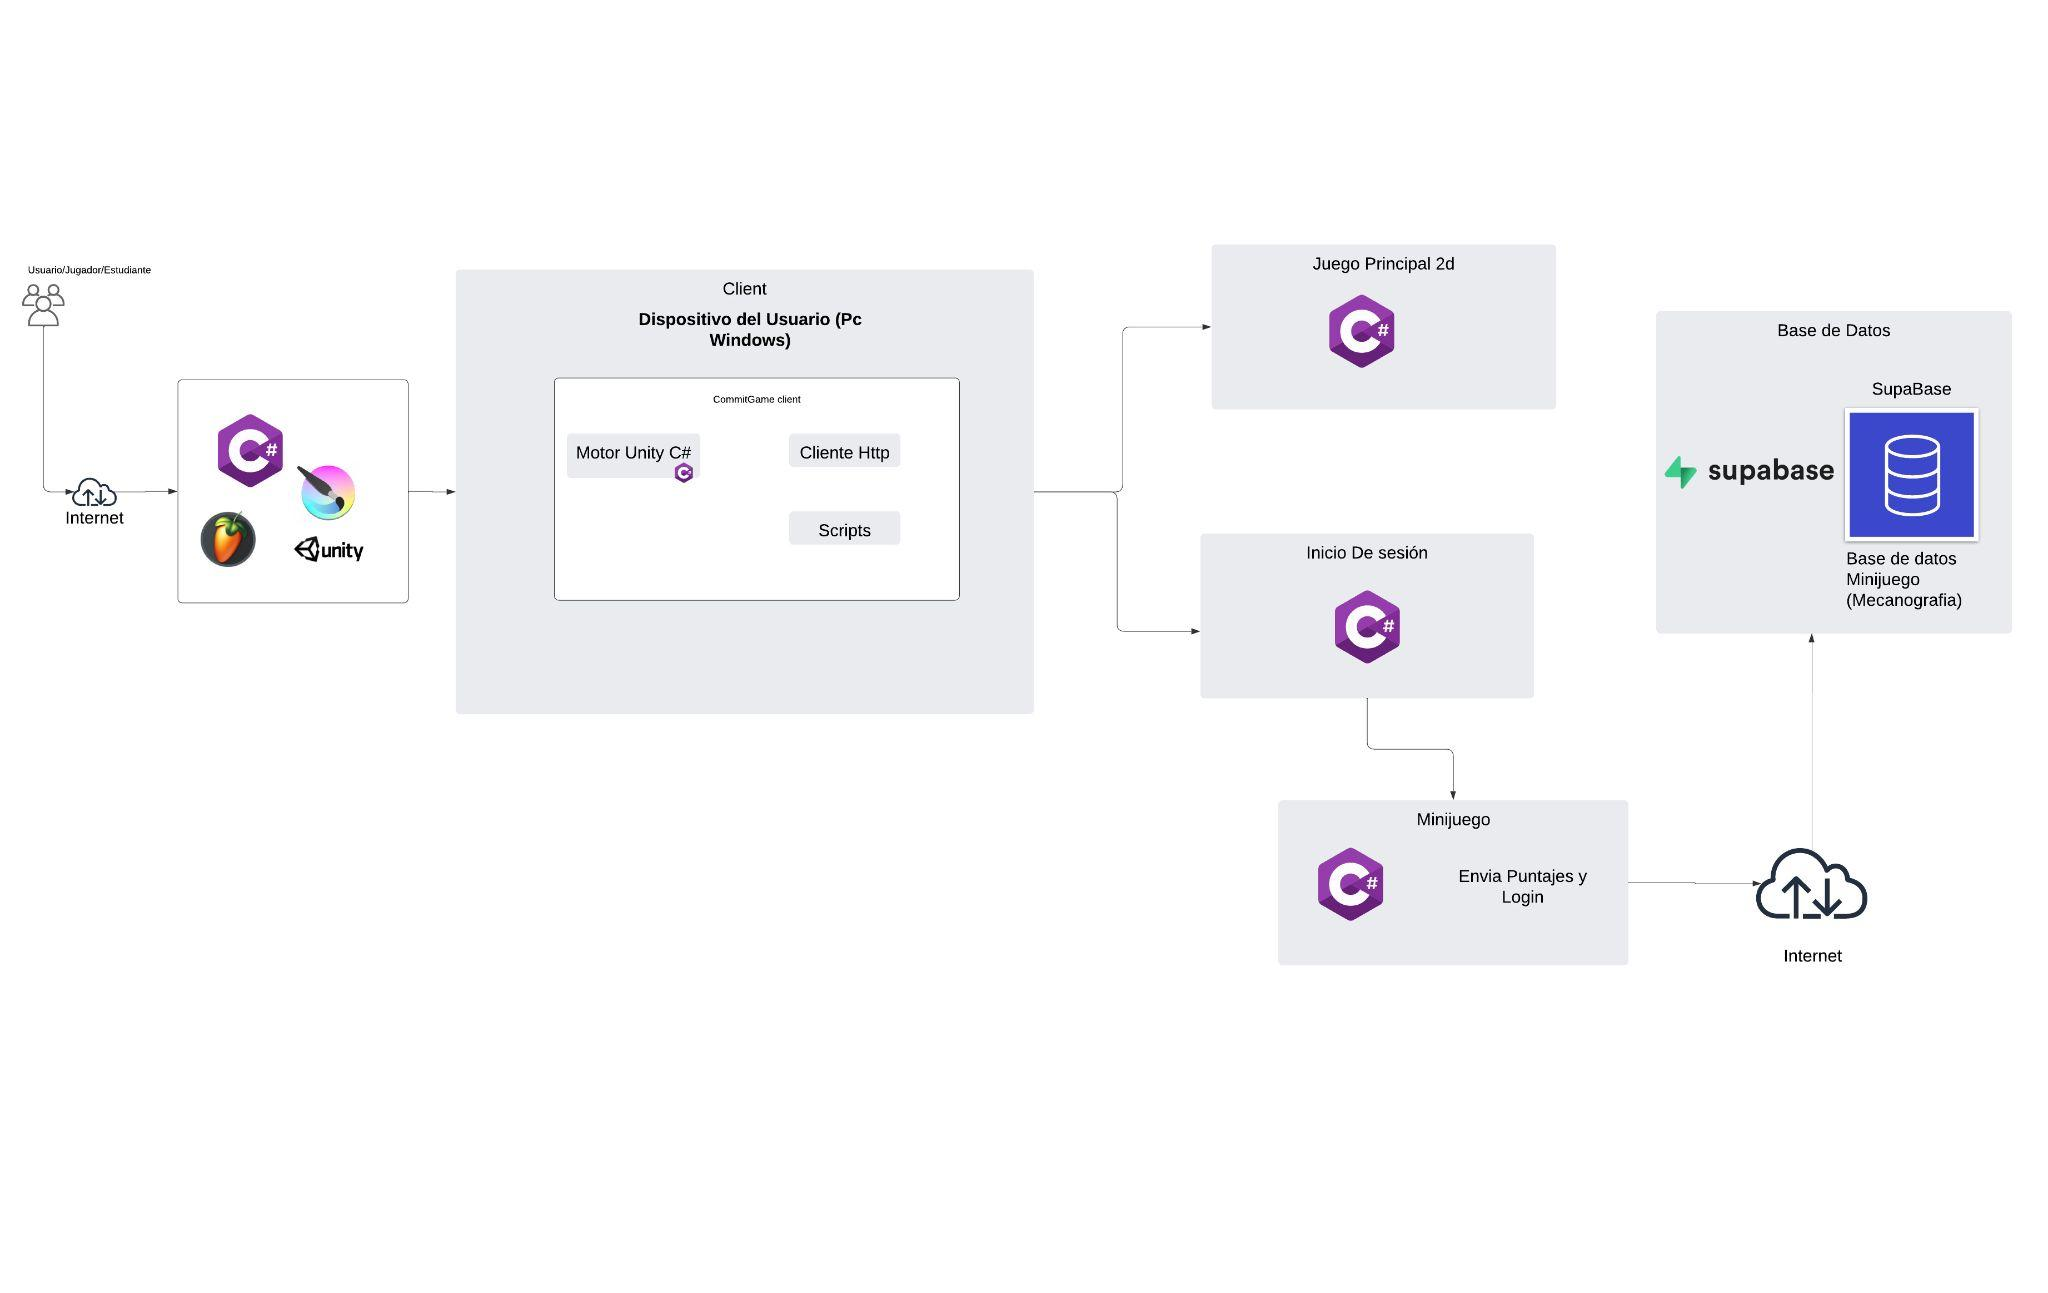 Usuario/Jugador/Estudiante
Internet
C#
unity
Client
Dispositivo del Usuario (Pc
Windows)
CommitGame client
Motor Unity C#
C#
Cliente Http
Scripts
Juego Principal 2d
C#
Inicio De sesión
C#
Minijuego
C#
Envia Puntajes y
Login
Internet
Base de Datos
SupaBase
supabase
Base de datos
Minijuego
(Mecanografia)